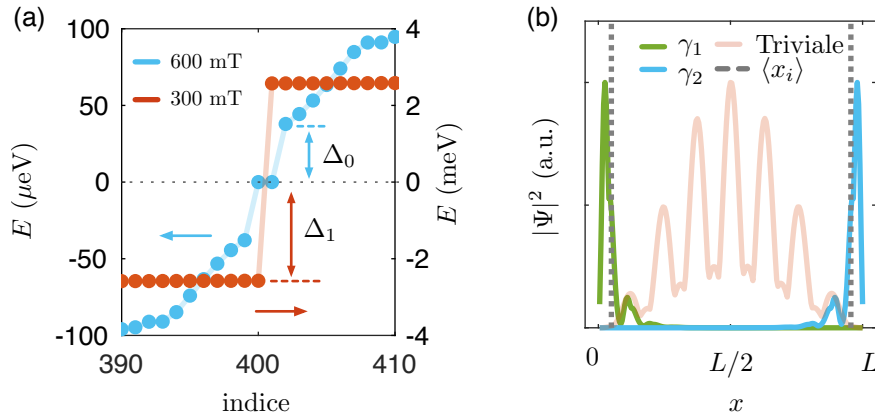 (a)
100
50
0
-50
-100
E (μeV)
600 mT
300 mT
Δ₀
Δ₁
4
2
0
-2
-4
E (meV)
390
400
410
indice
(b)
γ₁
γ₂
Triviale
⟨xᵢ⟩
|Ψ|² (a.u.)
0
L/2
L
x